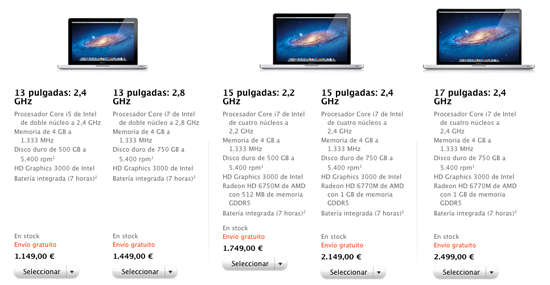 13 pulgadas: 2,4
GHz
Procesador Core i5 de Intel
de doble núcleo a 2,4 GHz
Memoria de 4 GB a
1.333 MHz
Disco duro de 500 GB a
5.400 rpm¹
HD Graphics 3000 de Intel
Batería integrada (7 horas)²
En stock
Envío gratuito
1.149,00 €
Seleccionar
13 pulgadas: 2,8
GHz
Procesador Core i7 de Intel
de doble núcleo a 2,8 GHz
Memoria de 4 GB a
1.333 MHz
Disco duro de 750 GB a
5.400 rpm¹
HD Graphics 3000 de Intel
Batería integrada (7 horas)²
En stock
Envío gratuito
1.449,00 €
Seleccionar
15 pulgadas: 2,2
GHz
Procesador Core i7 de Intel
de cuatro núcleos a
2,2 GHz
Memoria de 4 GB a
1.333 MHz
Disco duro de 500 GB a
5.400 rpm¹
HD Graphics 3000 de Intel
Radeon HD 6750M de AMD
con 512 MB de memoria
GDDR5
Batería integrada (7 horas)²
En stock
Envío gratuito
1.749,00 €
Seleccionar
15 pulgadas: 2,4
GHz
Procesador Core i7 de Intel
de cuatro núcleos a
2,4 GHz
Memoria de 4 GB a
1.333 MHz
Disco duro de 750 GB a
5.400 rpm¹
HD Graphics 3000 de Intel
Radeon HD 6770M de AMD
con 1 GB de memoria
GDDR5
Batería integrada (7 horas)²
En stock
Envío gratuito
2.149,00 €
Seleccionar
17 pulgadas: 2,4
GHz
Procesador Core i7 de Intel
de cuatro núcleos a
2,4 GHz
Memoria de 4 GB a
1.333 MHz
Disco duro de 750 GB a
5.400 rpm¹
HD Graphics 3000 de Intel
Radeon HD 6770M de AMD
con 1 GB de memoria
GDDR5
Batería integrada (7 horas)²
En stock
Envío gratuito
2.499,00 €
Seleccionar